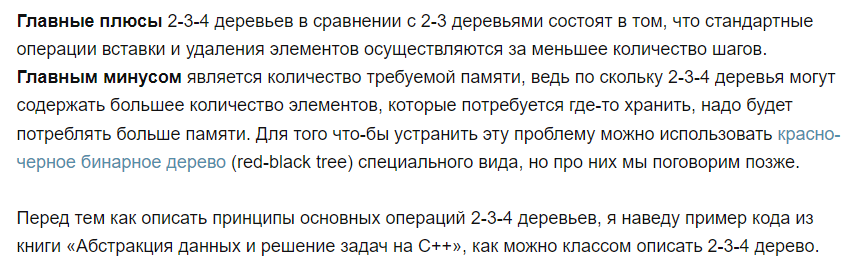 Главные плюсы 2-3-4 деревьев в сравнении с 2-3 деревьями состоят в том, что стандартные
операции вставки и удаления элементов осуществляются за меньшее количество шагов.
Главным минусом является количество требуемой памяти, ведь по скольку 2-3-4 деревья могут
содержать большее количество элементов, которые потребуется где-то хранить, надо будет
потреблять больше памяти. Для того что-бы устранить эту проблему можно использовать красно-
черное бинарное дерево (red-black tree) специального вида, но про них мы поговорим позже.
Перед тем как описать принципы основных операций 2-3-4 деревьев, я наведу пример кода из
книги «Абстракция данных и решение задач на С++», как можно классом описать 2-3-4 дерево.